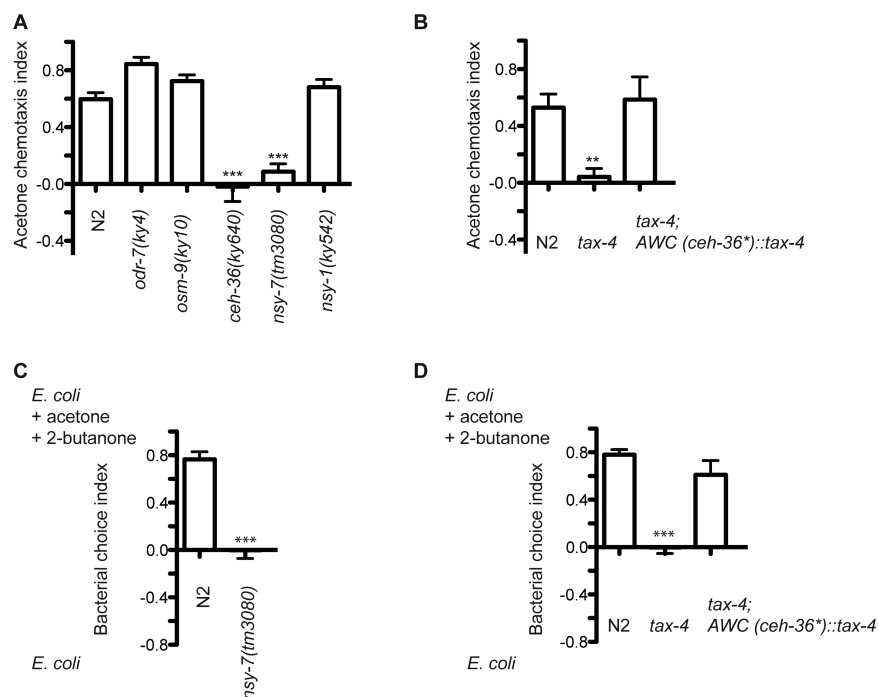 A
Acetone chemotaxis index
0.8
0.4
-0.0
-0.4
***
***
N2
odr-7(ky4)
osm-9(ky10)
ceh-36(ky640)
nsy-7(tm3080)
nsy-1(ky542)
B
Acetone chemotaxis index
0.8
0.4
-0.0
-0.4
**
N2
tax-4
tax-4;
AWC (ceh-36*)::tax-4
C
E. coli
+ acetone
+ 2-butanone
Bacterial choice index
0.8
0.4
0.0
-0.4
-0.8
***
N2
nsy-7(tm3080)
E. coli
D
E. coli
+ acetone
+ 2-butanone
Bacterial choice index
0.8
0.4
0.0
-0.4
-0.8
***
N2
tax-4
tax-4;
AWC (ceh-36*)::tax-4
E. coli